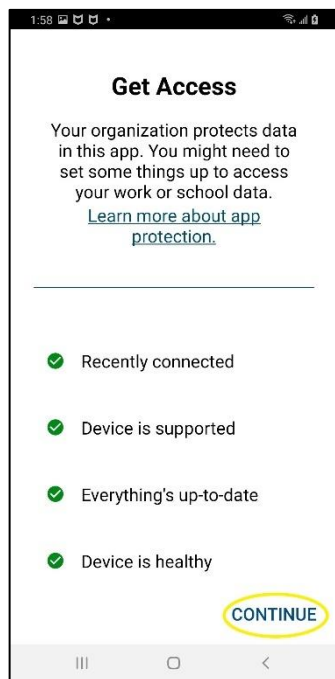 1:58
Get Access
Your organization protects data
in this app. You might need to
set some things up to access
your work or school data.
Learn more about app
protection.
Recently connected
Device is supported
Everything's up-to-date
Device is healthy
CONTINUE